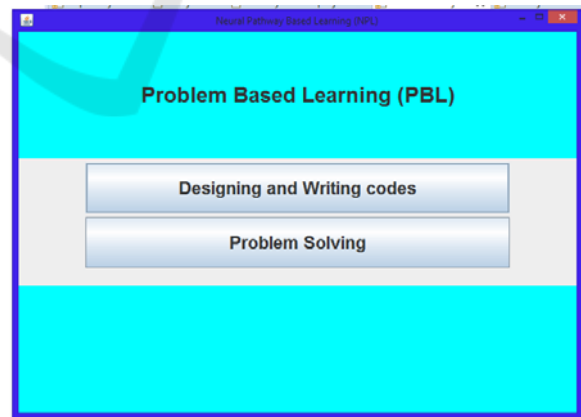 Neural Pathway Based Learning (NPL)
Problem Based Learning (PBL)
Designing and Writing codes
Problem Solving